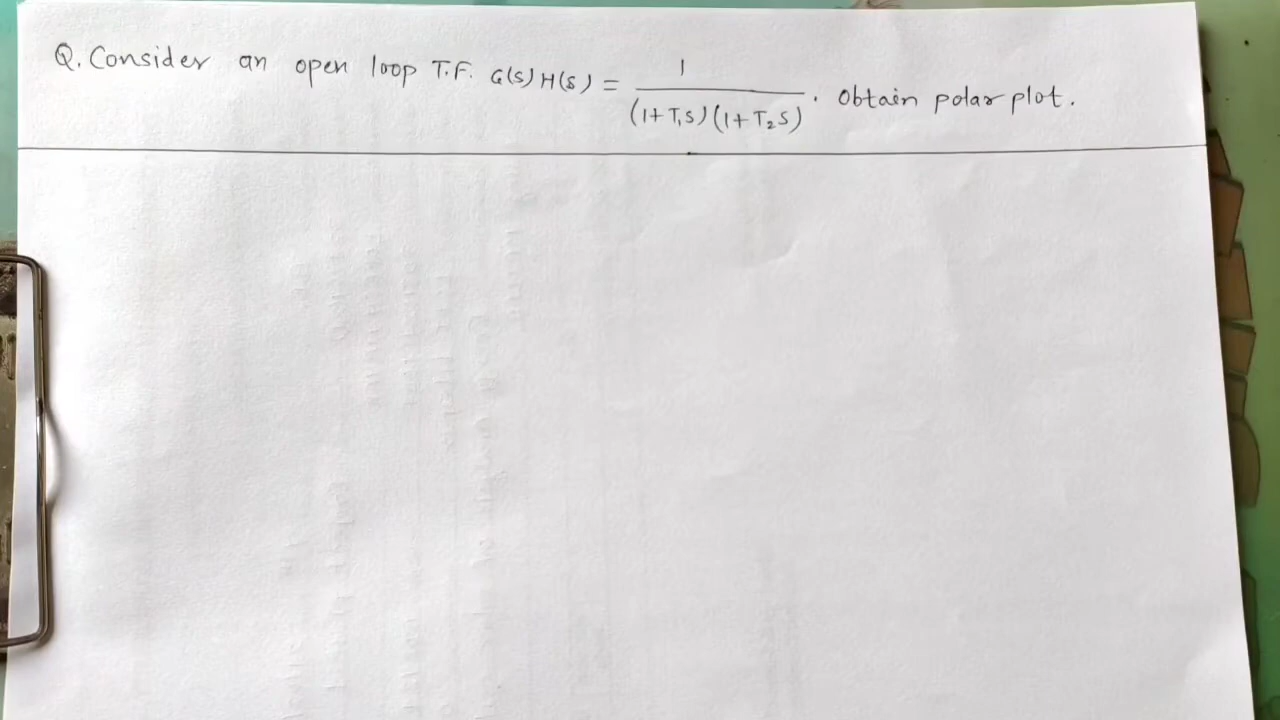 Q. Consider an open loop T.F. G(s) H(s) = 1 / (1+T₁s)(1+T₂s). Obtain polar plot.